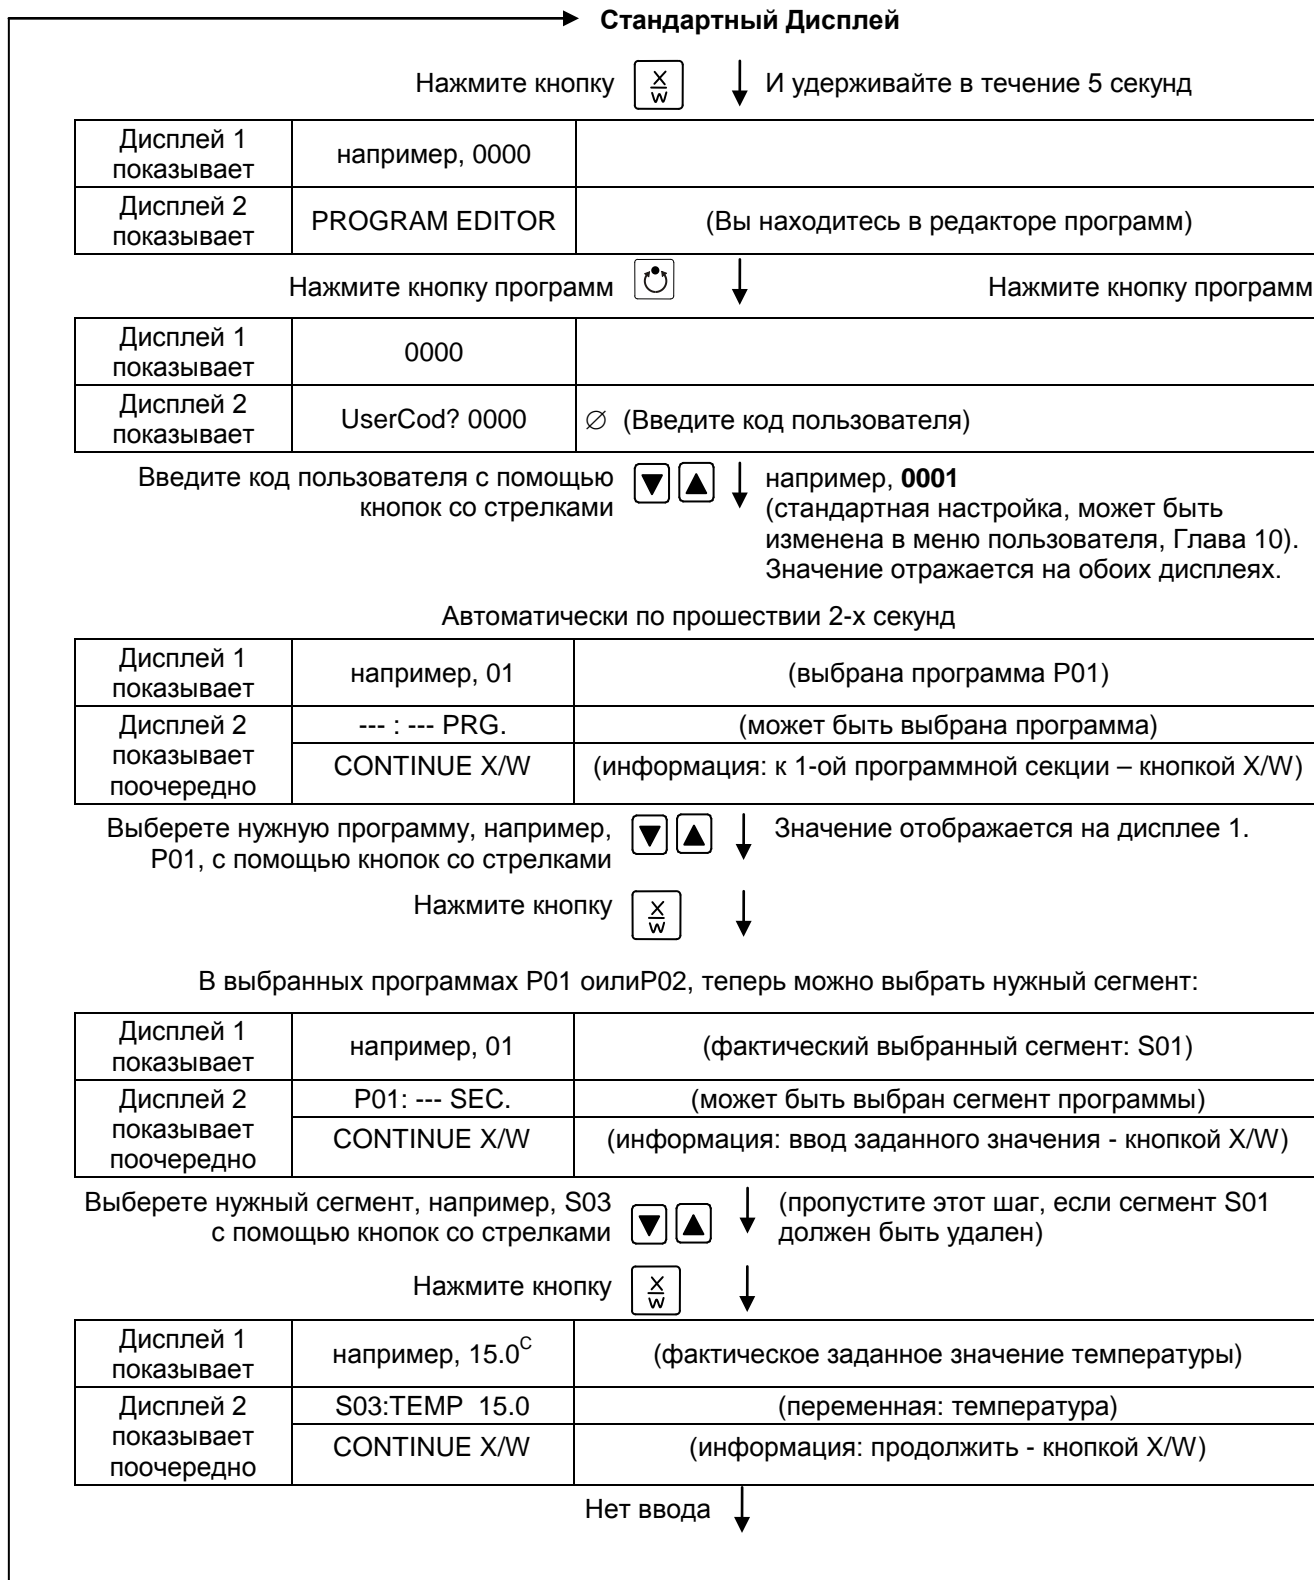 Стандартный Дисплей
Нажмите кнопку X/W И удерживайте в течение 5 секунд
Дисплей 1 показывает
например, 0000
Дисплей 2 показывает
PROGRAM EDITOR
(Вы находитесь в редакторе программ)
Нажмите кнопку программ
Нажмите кнопку программ
Дисплей 1 показывает
0000
Дисплей 2 показывает
UserCod? 0000
∅ (Введите код пользователя)
Введите код пользователя с помощью
кнопок со стрелками
например, 0001
(стандартная настройка, может быть
изменена в меню пользователя, Глава 10).
Значение отражается на обоих дисплеях.
Автоматически по прошествии 2-х секунд
Дисплей 1 показывает
например, 01
(выбрана программа P01)
Дисплей 2 показывает поочередно
--- : --- PRG.
(может быть выбрана программа)
CONTINUE X/W
(информация: к 1-ой программной секции – кнопкой X/W)
Выберете нужную программу, например,
P01, с помощью кнопок со стрелками
Значение отображается на дисплее 1.
Нажмите кнопку X/W
В выбранных программах P01 оилиP02, теперь можно выбрать нужный сегмент:
Дисплей 1 показывает
например, 01
(фактический выбранный сегмент: S01)
Дисплей 2 показывает поочередно
P01: --- SEC.
(может быть выбран сегмент программы)
CONTINUE X/W
(информация: ввод заданного значения - кнопкой X/W)
Выберете нужный сегмент, например, S03
с помощью кнопок со стрелками
(пропустите этот шаг, если сегмент S01
должен быть удален)
Нажмите кнопку X/W
Дисплей 1 показывает
например, 15.0C
(фактическое заданное значение температуры)
Дисплей 2 показывает поочередно
S03:TEMP 15.0
(переменная: температура)
CONTINUE X/W
(информация: продолжить - кнопкой X/W)
Нет ввода